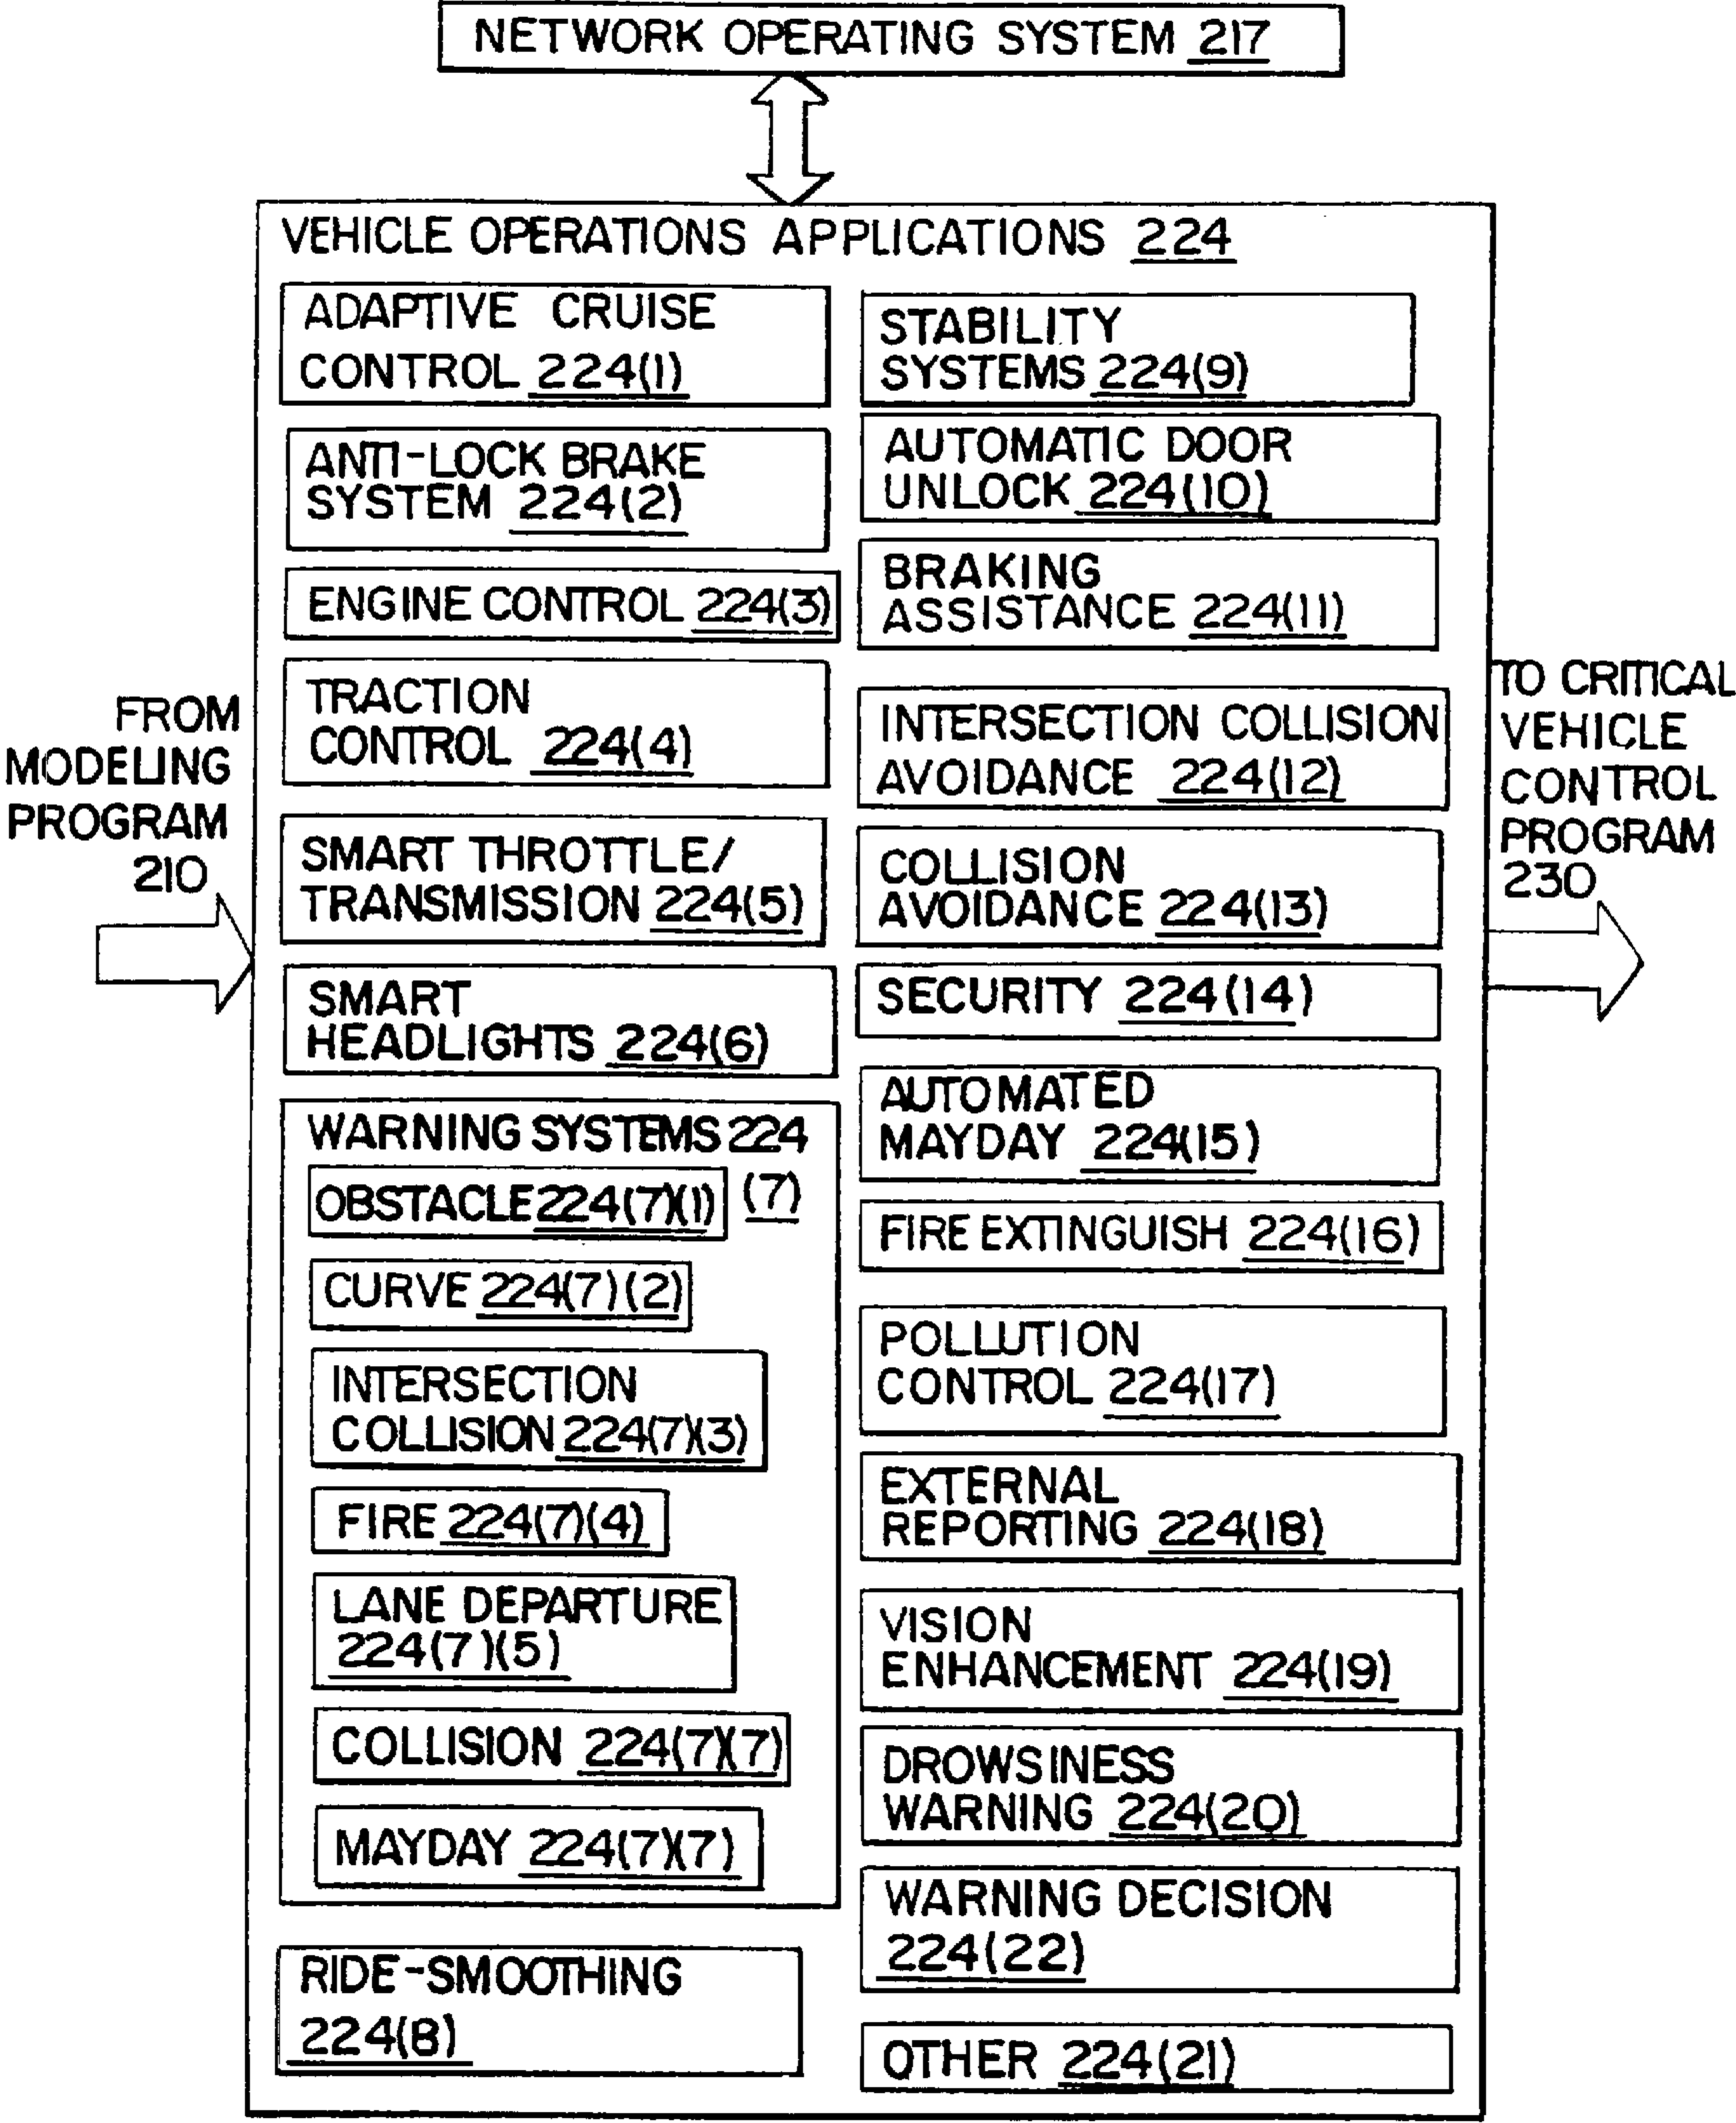 NETWORK OPERATING SYSTEM 217
VEHICLE OPERATIONS APPLICATIONS 224
ADAPTIVE CRUISE
CONTROL 224(1)
ANTI-LOCK BRAKE
SYSTEM 224(2)
ENGINE CONTROL 224(3)
TRACTION
CONTROL 224(4)
SMART THROTTLE/
TRANSMISSION 224(5)
SMART
HEADLIGHTS 224(6)
WARNING SYSTEMS 224
(7)
OBSTACLE 224(7)(1)
CURVE 224(7)(2)
INTERSECTION
COLLISION 224(7)(3)
FIRE 224(7)(4)
LANE DEPARTURE
224(7)(5)
COLLISION 224(7)(7)
MAYDAY 224(7)(7)
RIDE-SMOOTHING
224(8)
STABILITY
SYSTEMS 224(9)
AUTOMATIC DOOR
UNLOCK 224(10)
BRAKING
ASSISTANCE 224(11)
INTERSECTION COLLISION
AVOIDANCE 224(12)
COLLISION
AVOIDANCE 224(13)
SECURITY 224(14)
AUTOMATED
MAYDAY 224(15)
FIRE EXTINGUISH 224(16)
POLLUTION
CONTROL 224(17)
EXTERNAL
REPORTING 224(18)
VISION
ENHANCEMENT 224(19)
DROWSINESS
WARNING 224(20)
WARNING DECISION
224(22)
OTHER 224(21)
FROM
MODELING
PROGRAM
210
TO CRITICAL
VEHICLE
CONTROL
PROGRAM
230